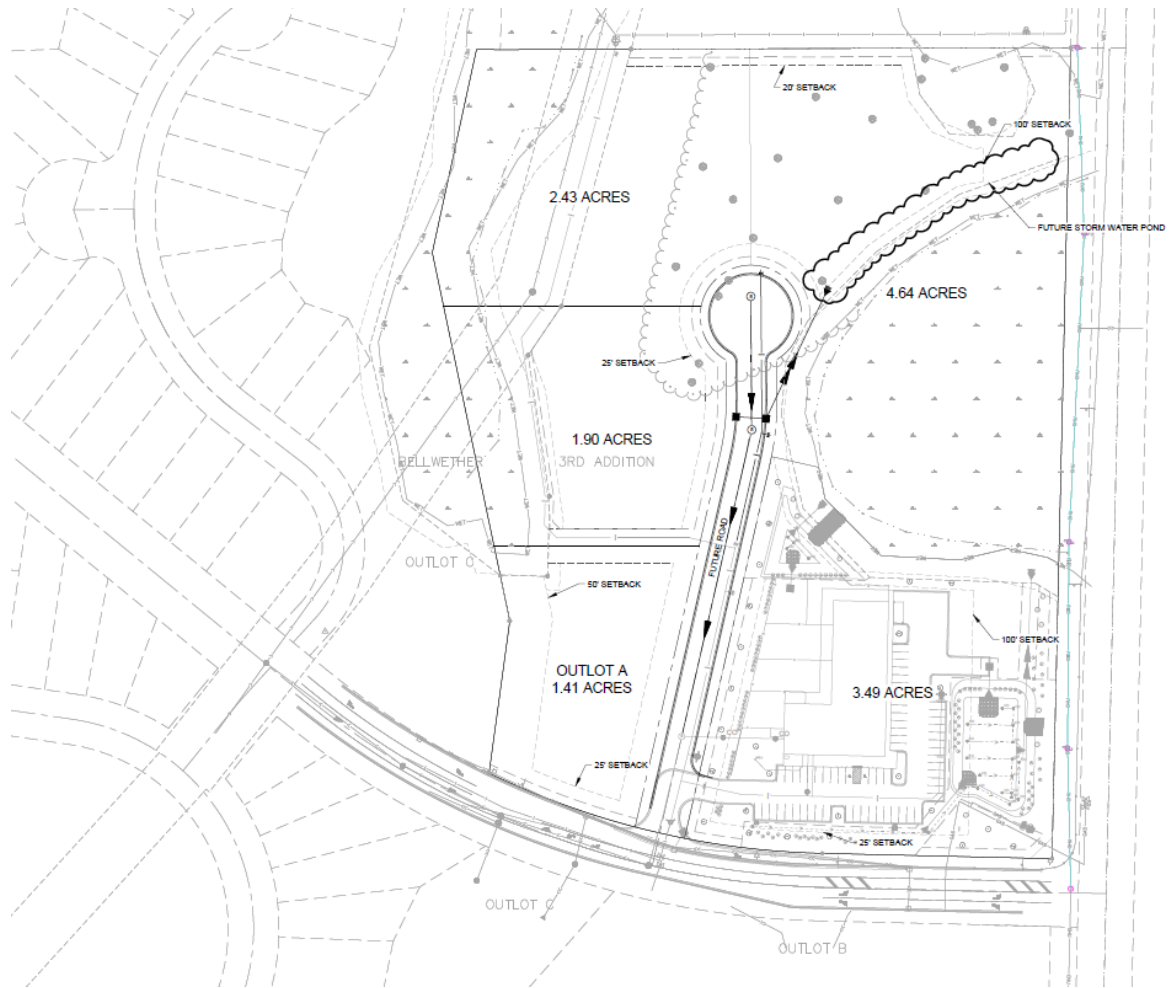 20' SETBACK
100' SETBACK
2.43 ACRES
FUTURE STORM WATER POND
4.64 ACRES
25' SETBACK
1.90 ACRES
BELLWETHER 3RD ADDITION
FUTURE ROAD
OUTLOT C
50' SETBACK
100' SETBACK
OUTLOT A
1.41 ACRES
3.49 ACRES
25' SETBACK
25' SETBACK
OUTLOT C
OUTLOT B